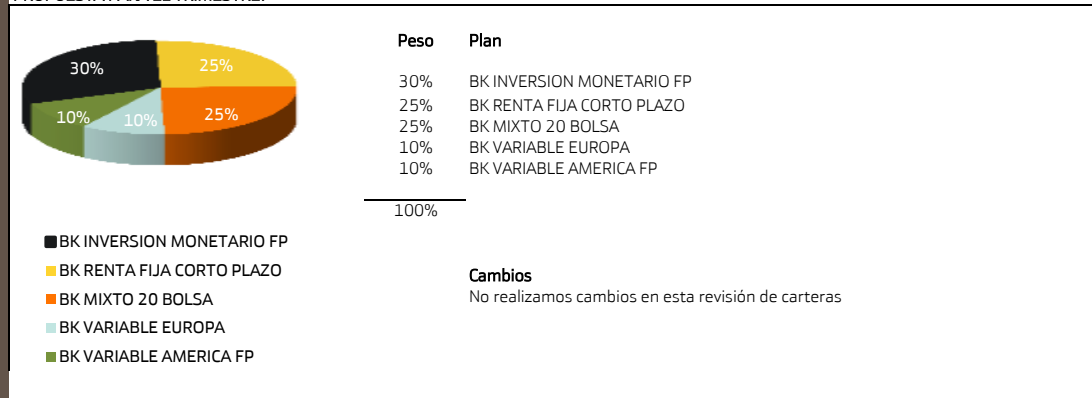 Peso Plan
30% BK INVERSION MONETARIO FP
25% BK RENTA FIJA CORTO PLAZO
25% BK MIXTO 20 BOLSA
10% BK VARIABLE EUROPA
10% BK VARIABLE AMERICA FP
100%
30%
25%
10%
10%
25%
BK INVERSION MONETARIO FP
BK RENTA FIJA CORTO PLAZO
BK MIXTO 20 BOLSA
BK VARIABLE EUROPA
BK VARIABLE AMERICA FP
Cambios
No realizamos cambios en esta revisión de carteras